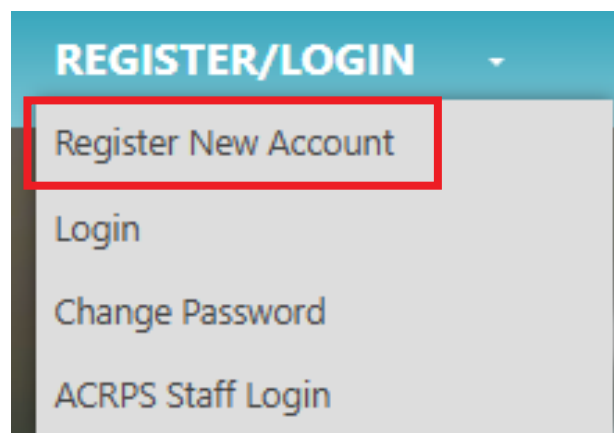 REGISTER/LOGIN
Register New Account
Login
Change Password
ACRPS Staff Login